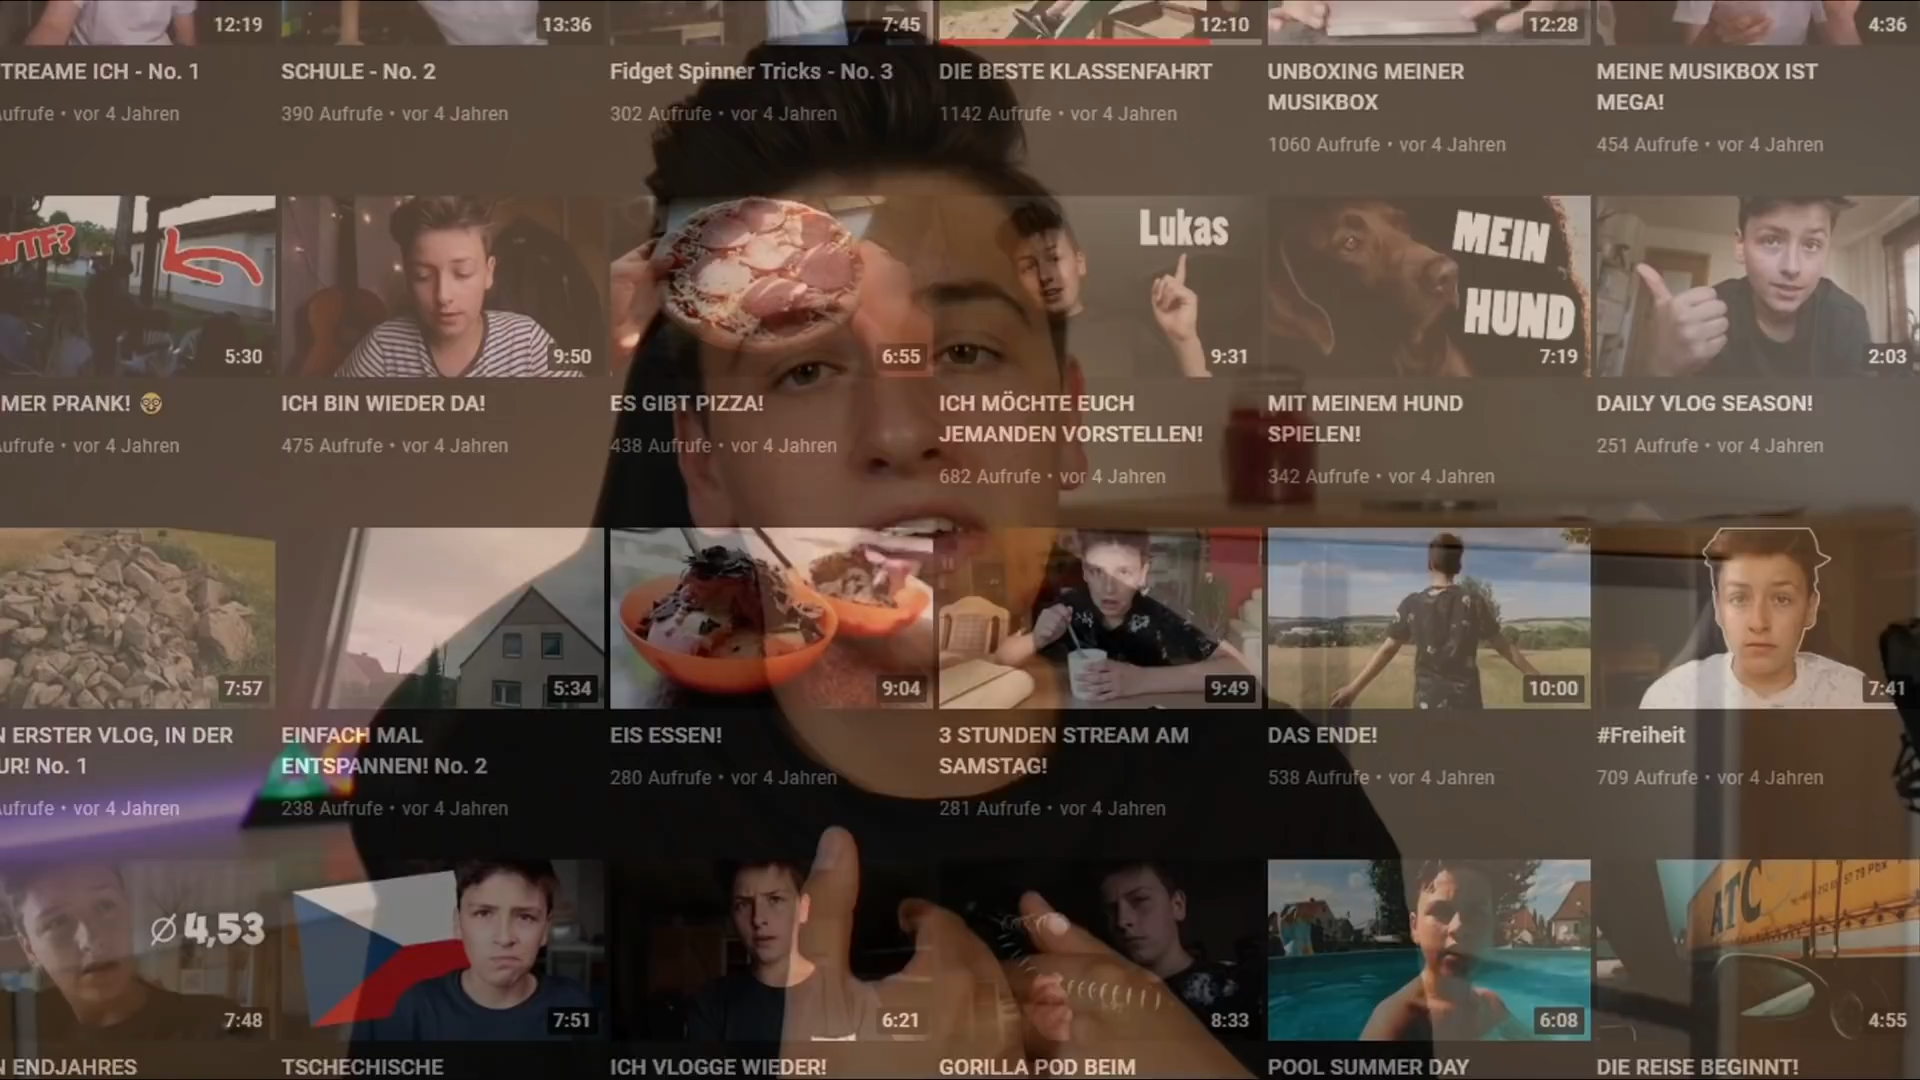 12:19
13:36
7:45
12:10
12:28
4:36
TREAME ICH - No. 1
SCHULE - No. 2
Fidget Spinner Tricks - No. 3
DIE BESTE KLASSENFAHRT
UNBOXING MEINER
MUSIKBOX
MEINE MUSIKBOX IST
MEGA!
ufrufe • vor 4 Jahren
390 Aufrufe • vor 4 Jahren
302 Aufrufe • vor 4 Jahren
1142 Aufrufe • vor 4 Jahren
1060 Aufrufe • vor 4 Jahren
454 Aufrufe • vor 4 Jahren
WTF?
Lukas
MEIN
HUND
5:30
9:50
6:55
9:31
7:19
2:03
MER PRANK!
ICH BIN WIEDER DA!
ES GIBT PIZZA!
ICH MÖCHTE EUCH
JEMANDEN VORSTELLEN!
MIT MEINEM HUND
SPIELEN!
DAILY VLOG SEASON!
ufrufe • vor 4 Jahren
475 Aufrufe • vor 4 Jahren
438 Aufrufe • vor 4 Jahren
682 Aufrufe • vor 4 Jahren
342 Aufrufe • vor 4 Jahren
251 Aufrufe • vor 4 Jahren
7:57
5:34
9:04
9:49
10:00
7:41
N ERSTER VLOG, IN DER
UR! No. 1
EINFACH MAL
ENTSPANNEN! No. 2
EIS ESSEN!
3 STUNDEN STREAM AM
SAMSTAG!
DAS ENDE!
#Freiheit
ufrufe • vor 4 Jahren
238 Aufrufe • vor 4 Jahren
280 Aufrufe • vor 4 Jahren
281 Aufrufe • vor 4 Jahren
538 Aufrufe • vor 4 Jahren
709 Aufrufe • vor 4 Jahren
ø 4,53
ATC
7:48
7:51
6:21
8:33
6:08
4:55
N ENDJAHRES
TSCHECHISCHE
ICH VLOGGE WIEDER!
GORILLA POD BEIM
POOL SUMMER DAY
DIE REISE BEGINNT!